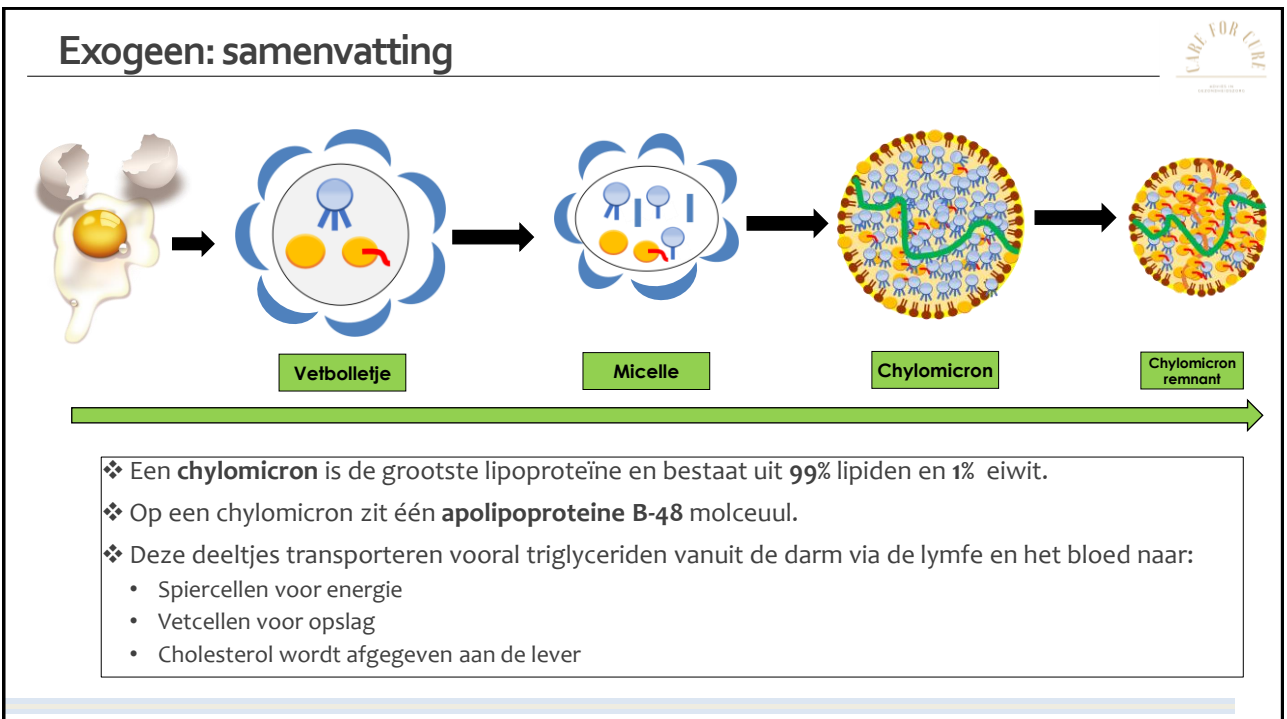 Exogeen: samenvatting
CARE FOR CURE
Vetbolletje
Micelle
Chylomicron
Chylomicron
remnant
❖ Een chylomicron is de grootste lipoproteïne en bestaat uit 99% lipiden en 1% eiwit.
❖ Op een chylomicron zit één apolipoproteine B-48 molceuul.
❖ Deze deeltjes transporteren vooral triglyceriden vanuit de darm via de lymfe en het bloed naar:
• Spiercellen voor energie
• Vetcellen voor opslag
• Cholesterol wordt afgegeven aan de lever